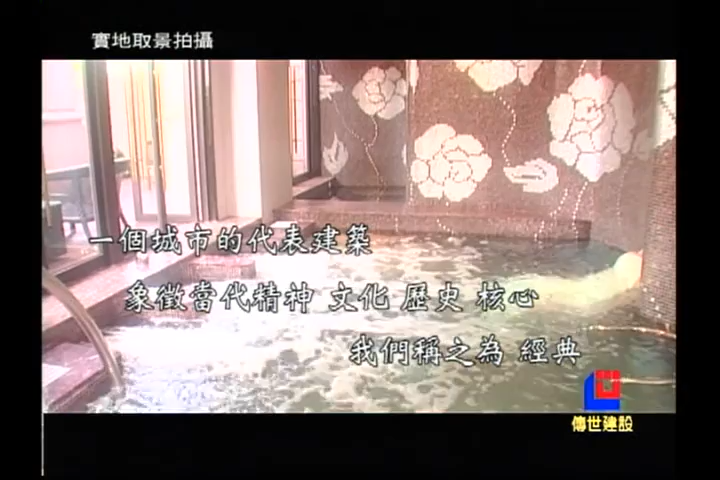 實地取景拍攝
一個城市的代表建築
象徵當代精神 文化 歷史 核心
我們稱之為 經典
傳世建設